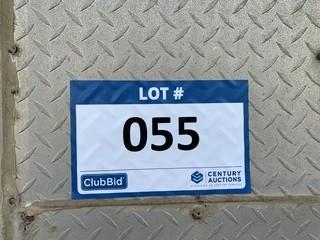 LOT #
055
ClubBid
CENTURY
AUCTIONS